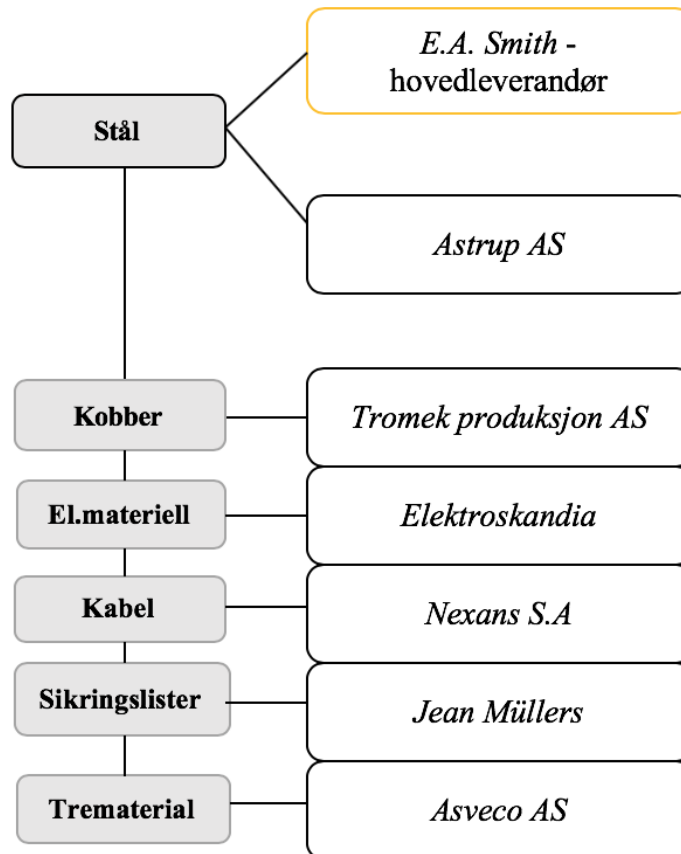 E.A. Smith -
hovedleverandør
Stål
Astrup AS
Kobber
Tromek produksjon AS
El.materiell
Elektroskandia
Kabel
Nexans S.A
Sikringslister
Jean Müllers
Trematerial
Asveco AS